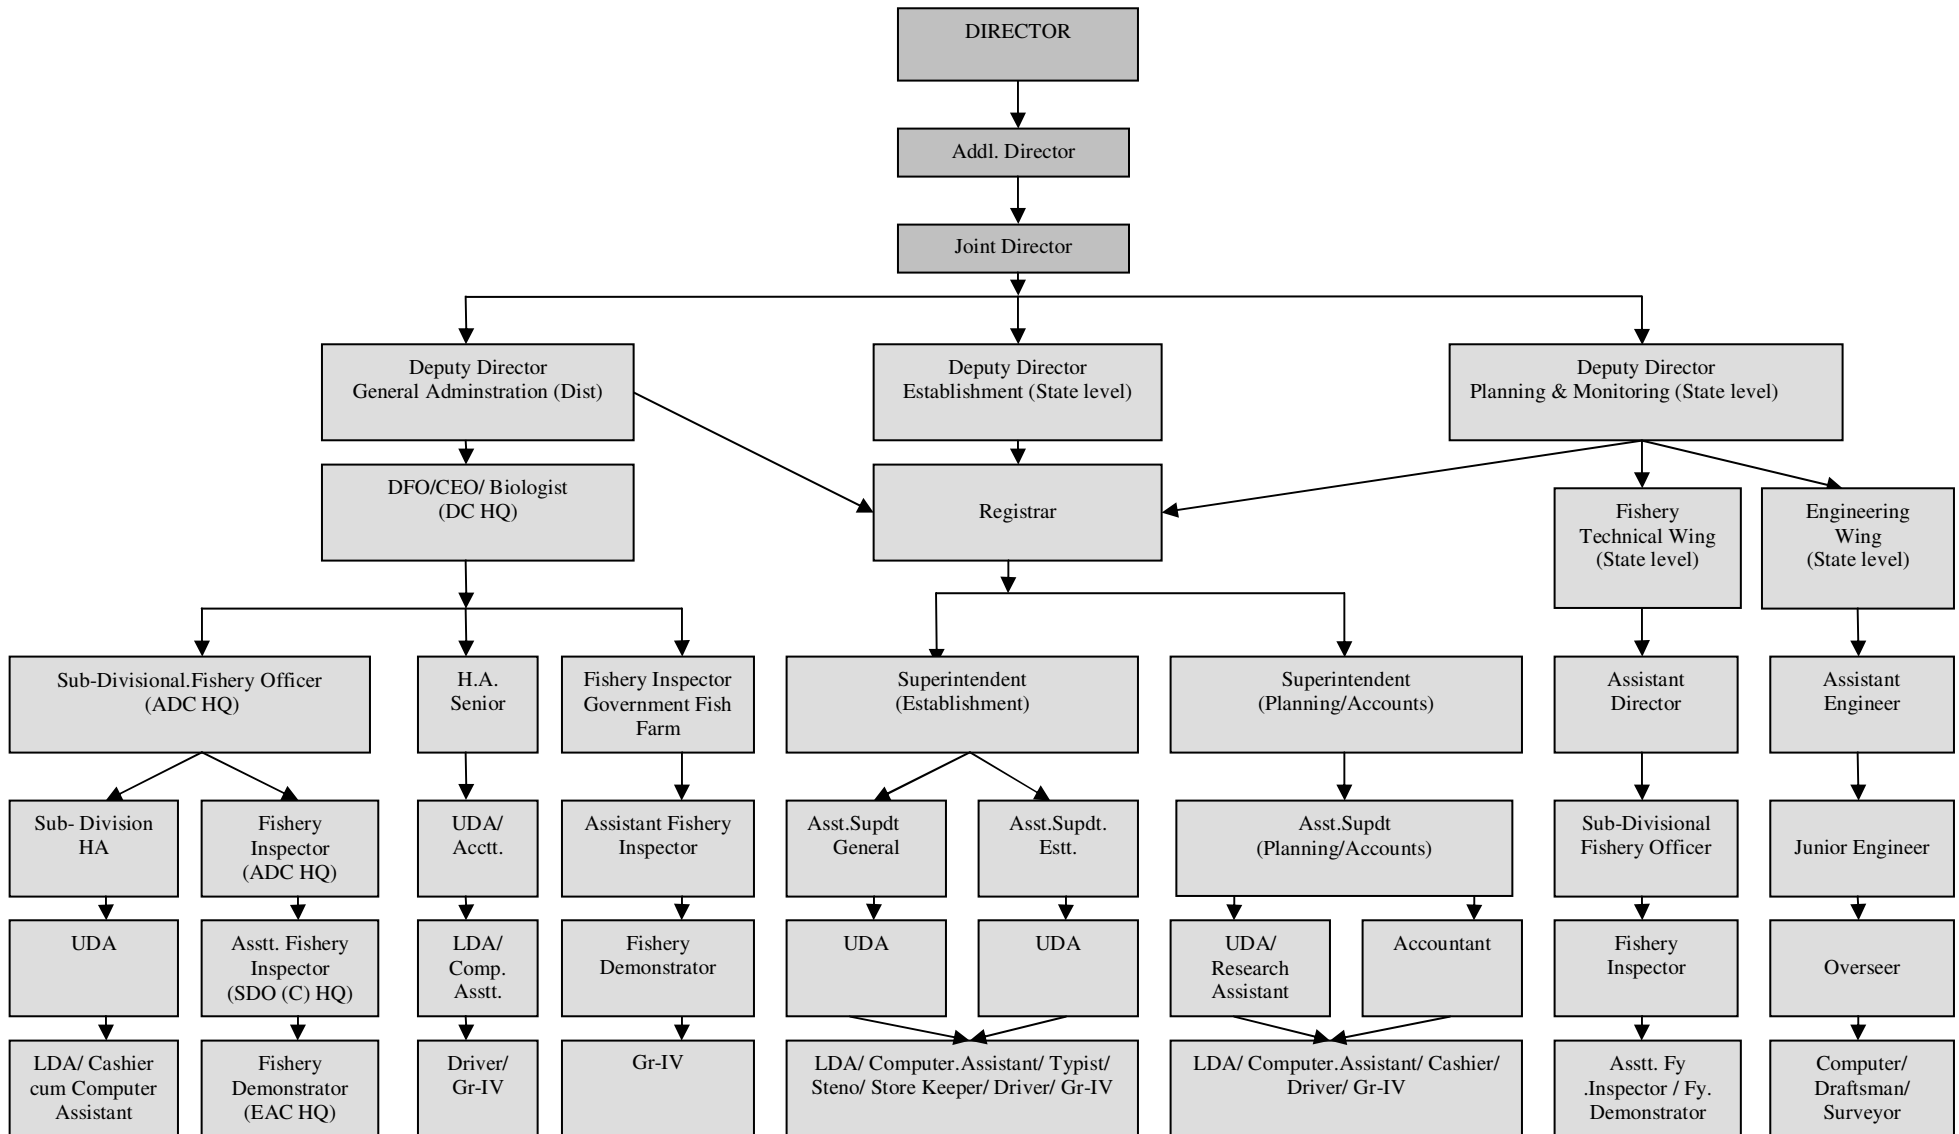 DIRECTOR
Addl. Director
Joint Director
Deputy Director
General Adminstration (Dist)
Deputy Director
Establishment (State level)
Deputy Director
Planning & Monitoring (State level)
DFO/CEO/ Biologist
(DC HQ)
Registrar
Fishery
Technical Wing
(State level)
Engineering
Wing
(State level)
Sub-Divisional.Fishery Officer
(ADC HQ)
H.A.
Senior
Fishery Inspector
Government Fish
Farm
Superintendent
(Establishment)
Superintendent
(Planning/Accounts)
Assistant
Director
Assistant
Engineer
Sub- Division
HA
Fishery
Inspector
(ADC HQ)
UDA/
Acctt.
Assistant Fishery
Inspector
Asst.Supdt
General
Asst.Supdt.
Estt.
Asst.Supdt
(Planning/Accounts)
Sub-Divisional
Fishery Officer
Junior Engineer
UDA
Asstt. Fishery
Inspector
(SDO (C) HQ)
LDA/
Comp.
Asstt.
Fishery
Demonstrator
UDA
UDA
UDA/
Research
Assistant
Accountant
Fishery
Inspector
Overseer
LDA/ Cashier
cum Computer
Assistant
Fishery
Demonstrator
(EAC HQ)
Driver/
Gr-IV
Gr-IV
LDA/ Computer.Assistant/ Typist/
Steno/ Store Keeper/ Driver/ Gr-IV
LDA/ Computer.Assistant/ Cashier/
Driver/ Gr-IV
Asstt. Fy
.Inspector / Fy.
Demonstrator
Computer/
Draftsman/
Surveyor